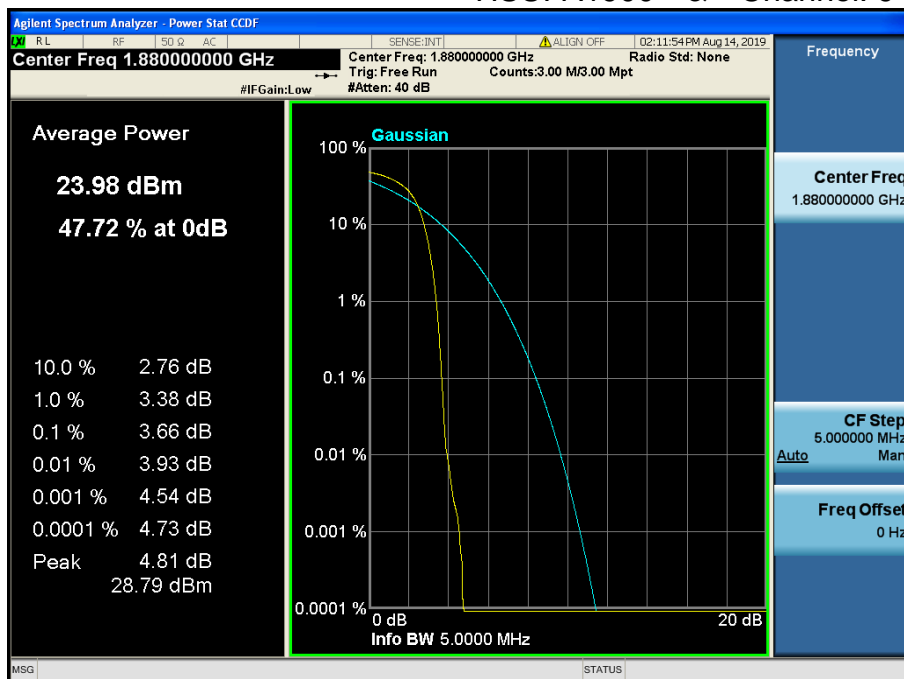 Agilent Spectrum Analyzer - Power Stat CCDF
LXI RL RF 50 Ω AC SENSE:INT ALIGN OFF 02:11:54 PM Aug 14, 2019
Center Freq 1.880000000 GHz
Center Freq: 1.880000000 GHz Radio Std: None
Trig: Free Run Counts:3.00 M/3.00 Mpt
#IFGain:Low #Atten: 40 dB
Frequency
Average Power
23.98 dBm
47.72 % at 0dB
10.0 % 2.76 dB
1.0 % 3.38 dB
0.1 % 3.66 dB
0.01 % 3.93 dB
0.001 % 4.54 dB
0.0001 % 4.73 dB
Peak 4.81 dB
28.79 dBm
Gaussian
100 %
10 %
1 %
0.1 %
0.01 %
0.001 %
0.0001 %
0 dB 20 dB
Info BW 5.0000 MHz
Center Freq
1.880000000 GHz
CF Step
5.000000 MHz
Auto Man
Freq Offset
0 Hz
MSG STATUS